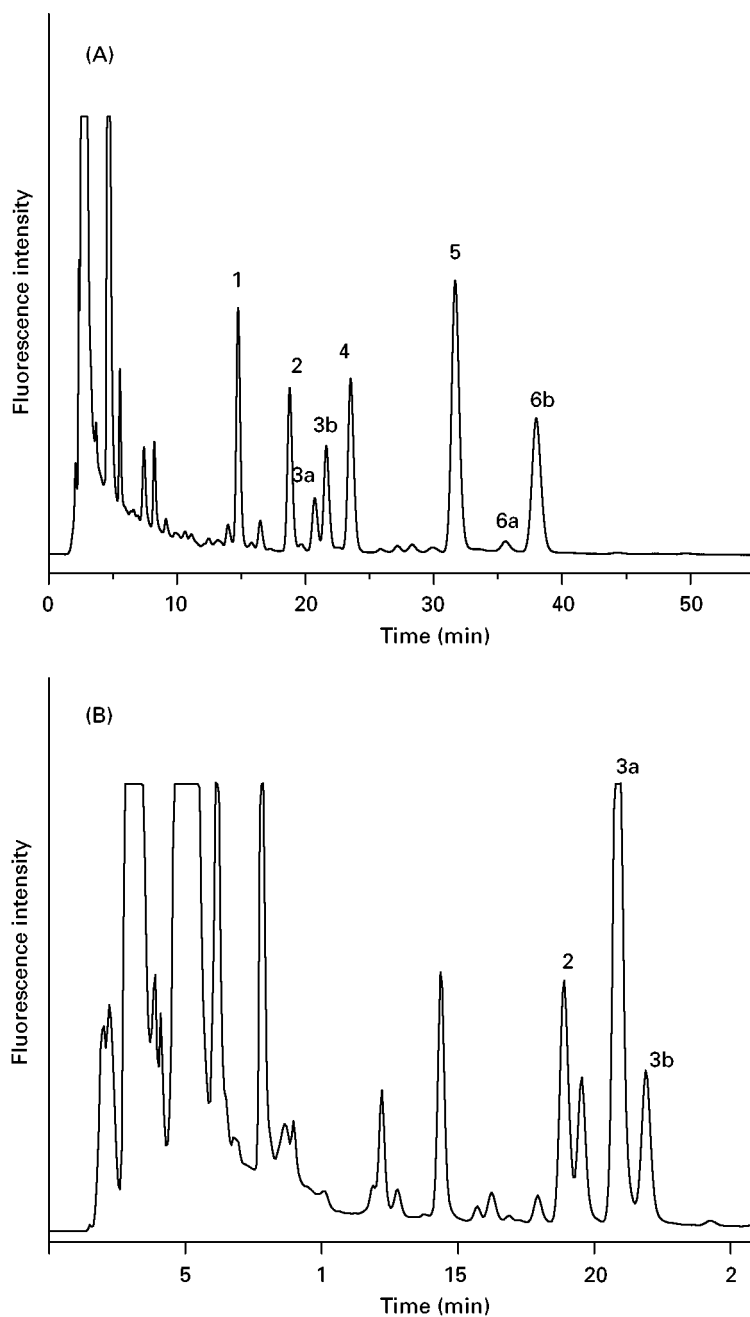 (A)
Fluorescence intensity
1
2
3a
3b
4
5
6a
6b
0 10 20 30 40 50
Time (min)
(B)
Fluorescence intensity
2
3a
3b
5 1 15 20 2
Time (min)